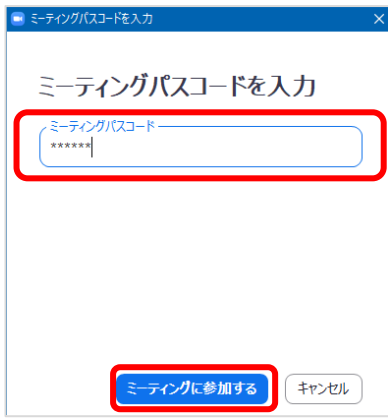 ミーティングパスコードを入力
ミーティングパスコードを入力
ミーティングパスコード
******
ミーティングに参加する
キャンセル